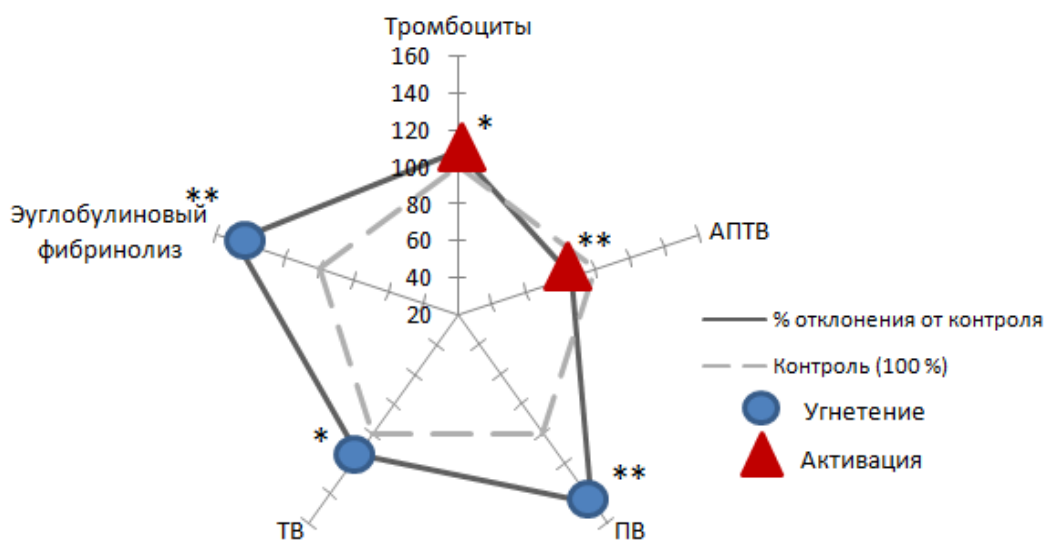 Тромбоциты
160
140
120
100
80
60
40
20
*
**
АПТВ
**
Эуглобулиновый
фибринолиз
*
ТВ
**
ПВ
% отклонения от контроля
Контроль (100 %)
Угнетение
Активация